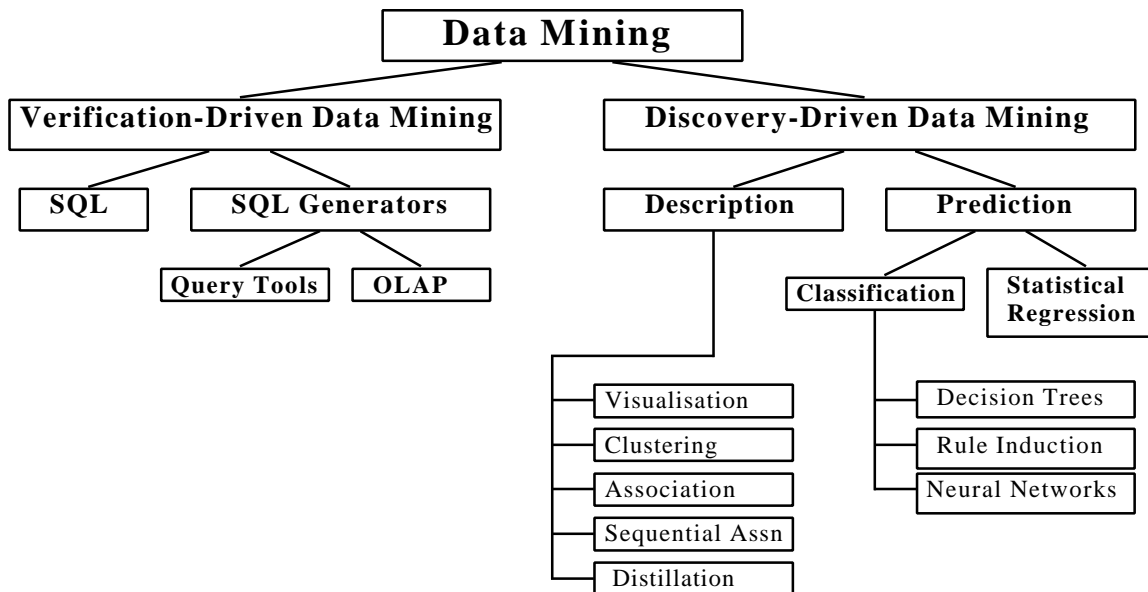 Data Mining
Verification-Driven Data Mining
Discovery-Driven Data Mining
SQL
SQL Generators
Description
Prediction
Query Tools
OLAP
Classification
Statistical
Regression
Visualisation
Clustering
Association
Sequential Assn
Distillation
Decision Trees
Rule Induction
Neural Networks